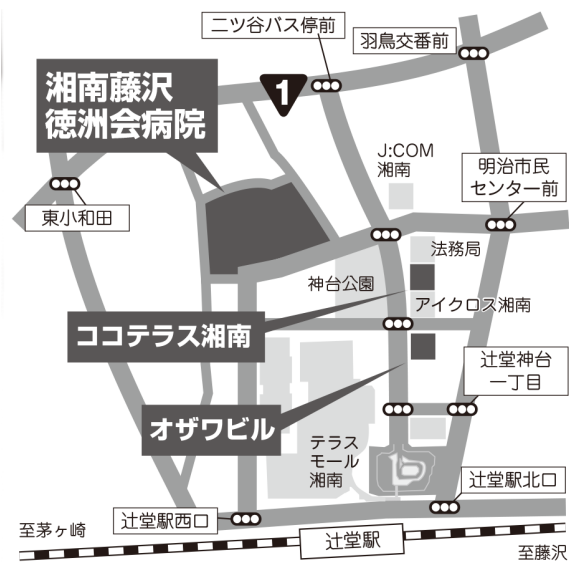 二ツ谷バス停前
羽鳥交番前
1
湘南藤沢
徳洲会病院
J:COM
湘南
明治市民
センター前
東小和田
法務局
神台公園
アイクロス湘南
ココテラス湘南
辻堂神台
一丁目
オザワビル
テラス
モール
湘南
辻堂駅北口
辻堂駅西口
至茅ヶ崎
辻堂駅
至藤沢